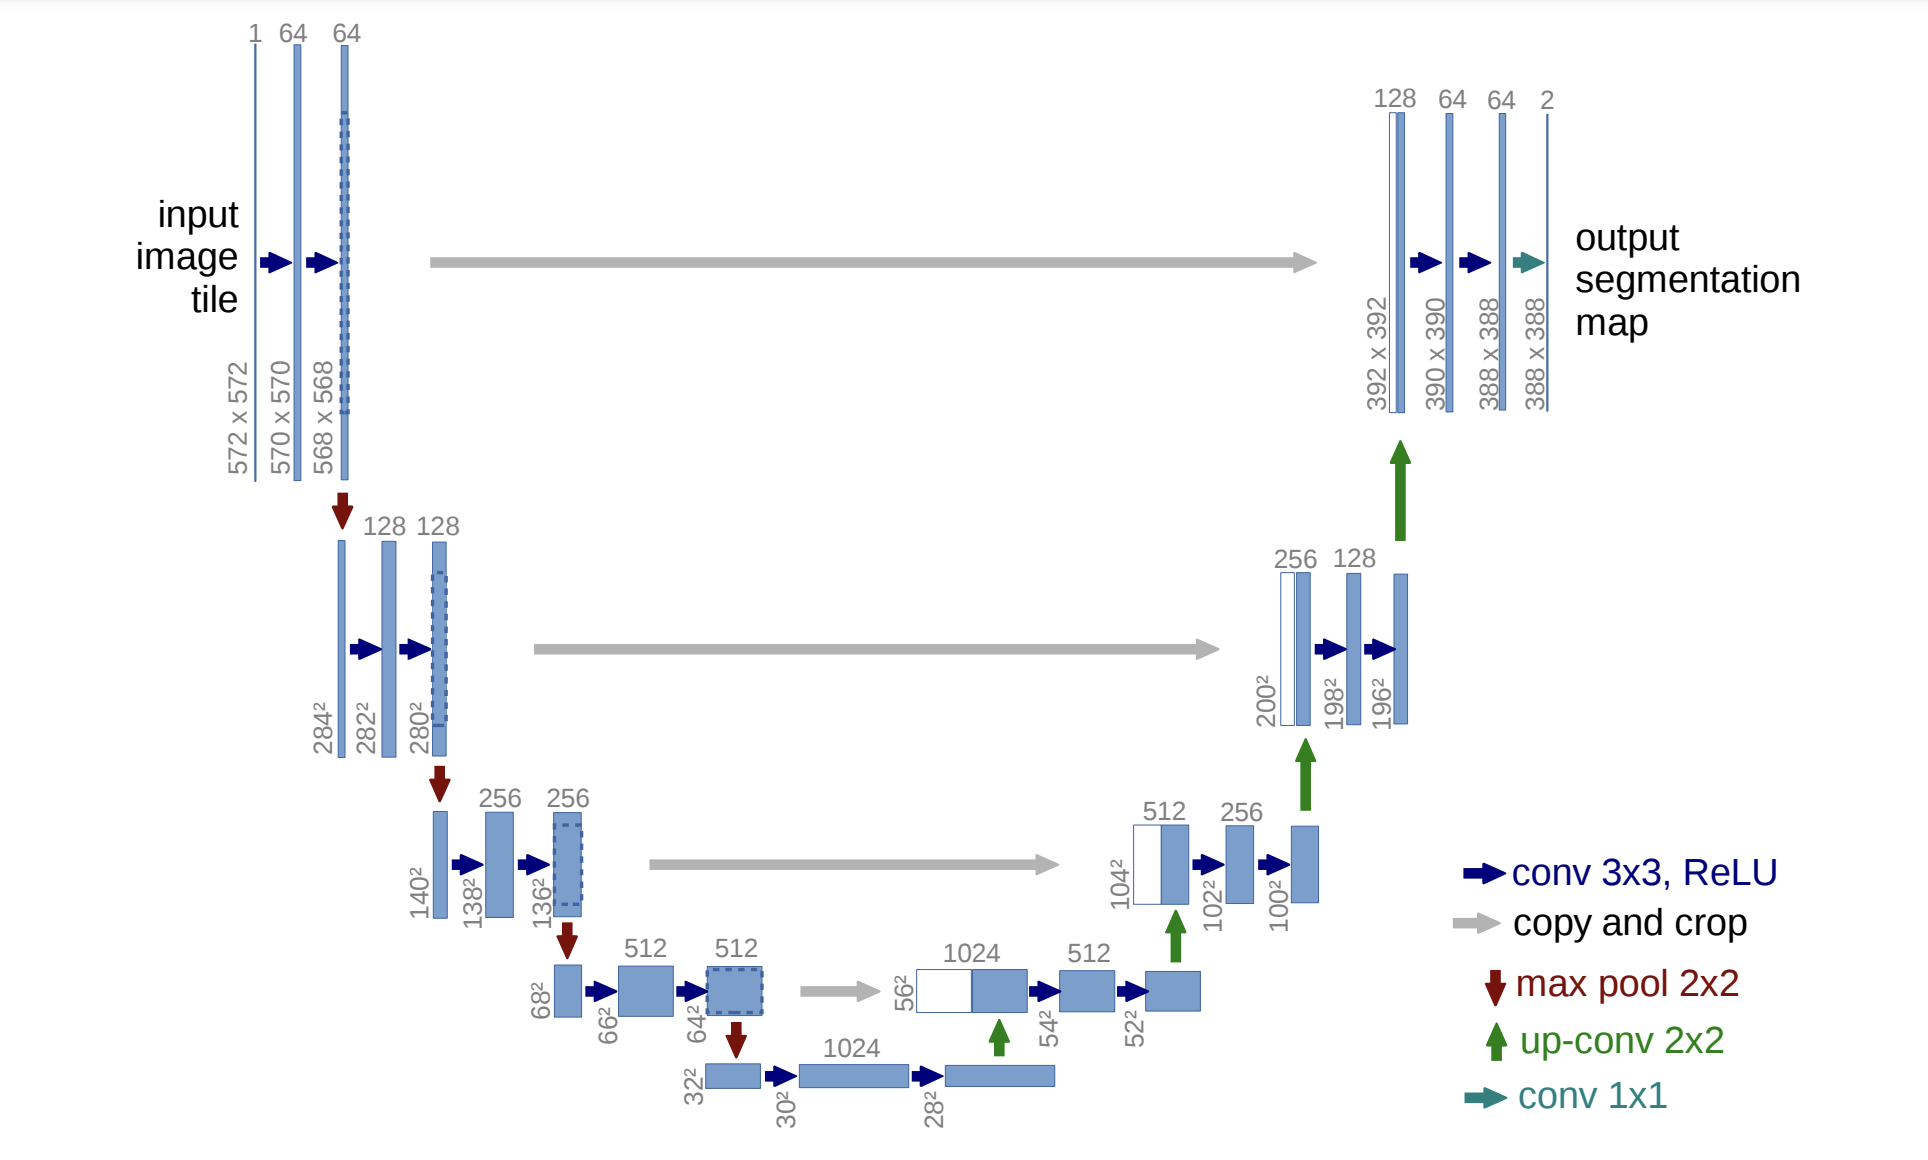 1 64 64
input
image
tile
572 x 572
570 x 570
568 x 568
128 64 64 2
output
segmentation
map
392 x 392
390 x 390
388 x 388
388 x 388
128 128
284²
282²
280²
256 128
200²
198²
196²
256 256
140²
138²
136²
512 256
104²
102²
100²
512 512
68²
66²
64²
1024 512
56²
54²
52²
1024
32²
30²
28²
conv 3x3, ReLU
copy and crop
max pool 2x2
up-conv 2x2
conv 1x1